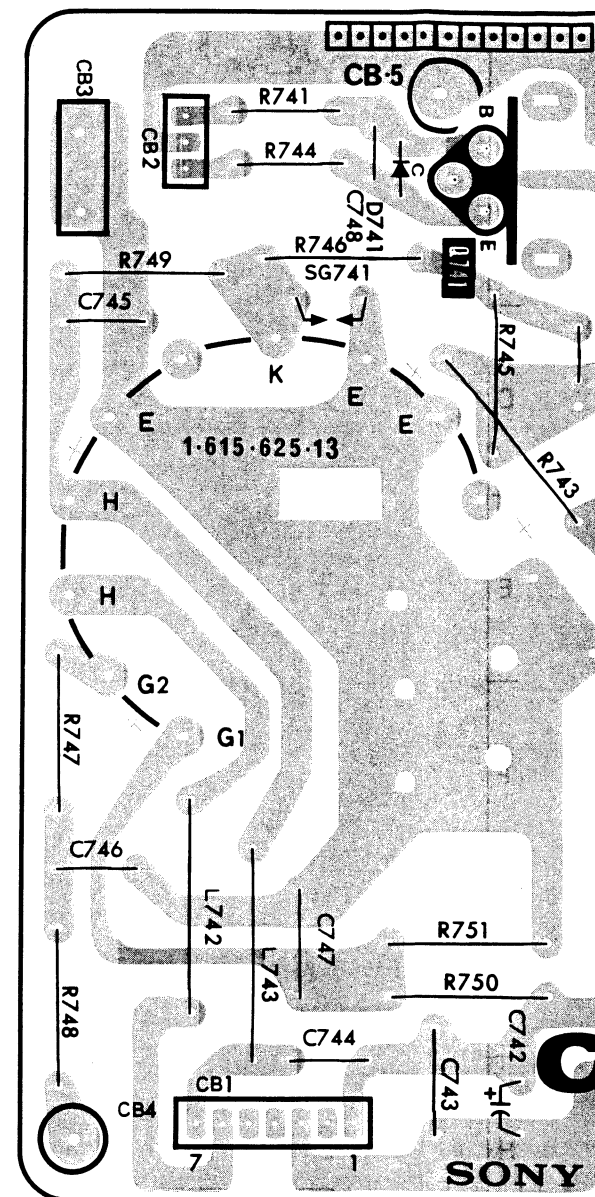 CB-5
CB3
CB2
R741
B
R744
C
D741
C748
E
R746
Q741
R749
SG741
C745
R745
K
E
E
E
1-615-625-13
R743
H
H
G2
G1
R747
C746
L742
L743
C747
R751
R750
R748
C744
C742
C743
CB1
CB4
+
C
7
1
SONY